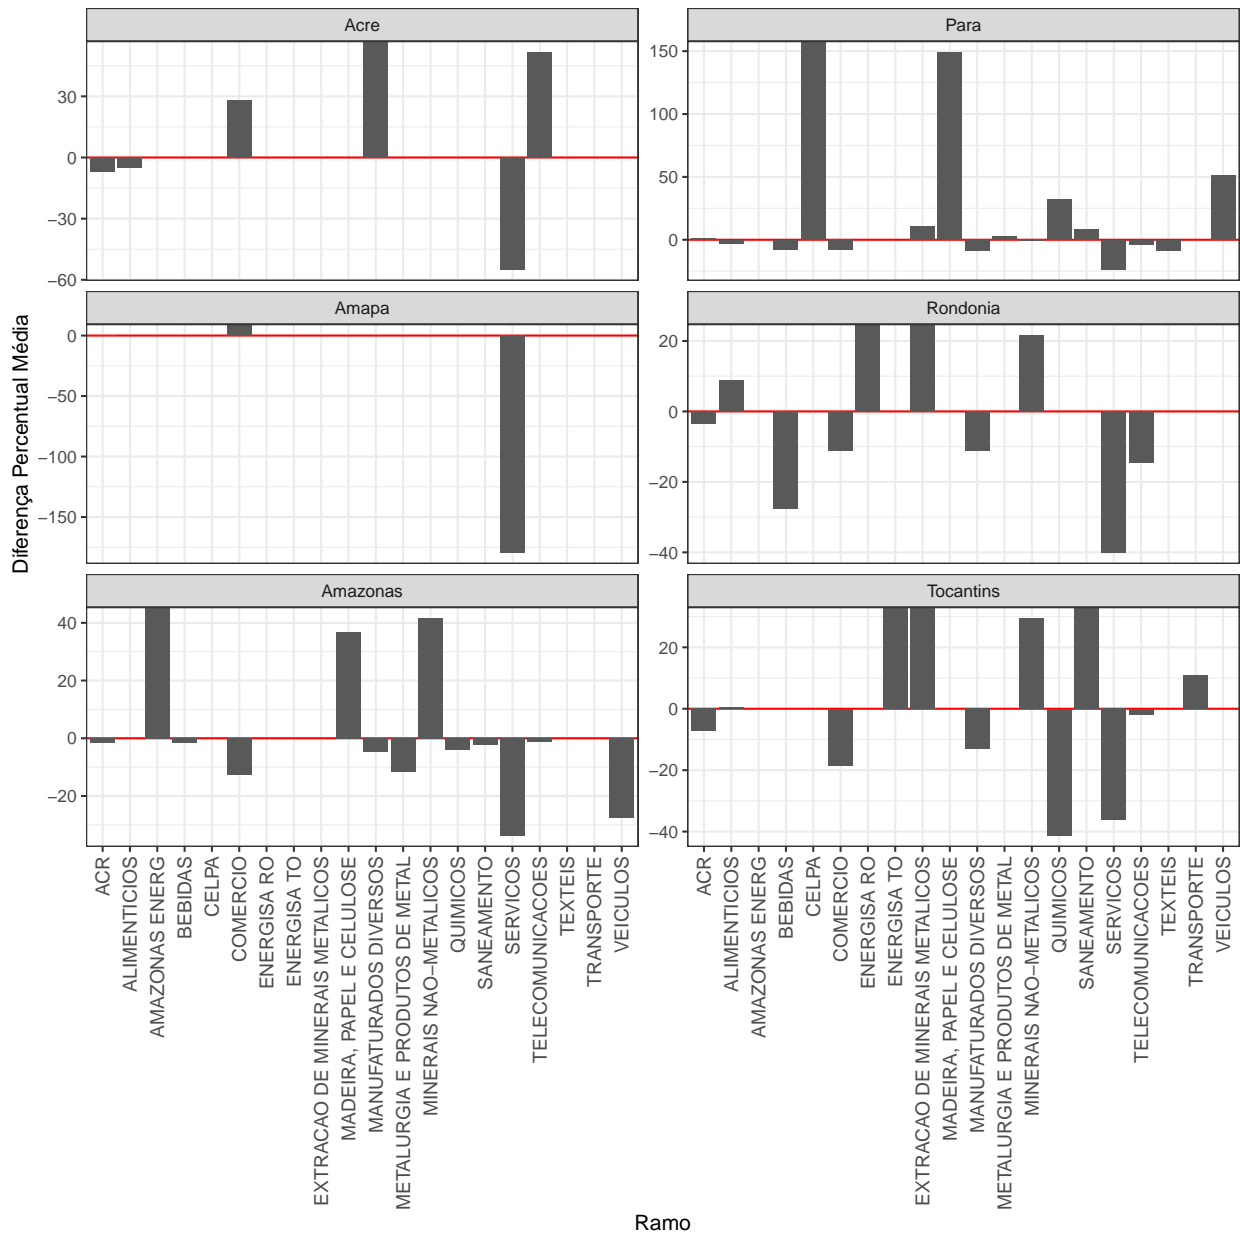 Acre
Para
30
0
−30
−60
150
100
50
0
Amapa
Rondonia
0
−50
−100
−150
20
0
−20
−40
Amazonas
Tocantins
40
20
0
−20
20
0
−20
−40
Diferença Percentual Média
ACR
ALIMENTICIOS
AMAZONAS ENERG
BEBIDAS
CELPA
COMERCIO
ENERGISA RO
ENERGISA TO
EXTRACAO DE MINERAIS METALICOS
MADEIRA, PAPEL E CELULOSE
MANUFATURADOS DIVERSOS
METALURGIA E PRODUTOS DE METAL
MINERAIS NAO−METALICOS
QUIMICOS
SANEAMENTO
SERVICOS
TELECOMUNICACOES
TEXTEIS
TRANSPORTE
VEICULOS
ACR
ALIMENTICIOS
AMAZONAS ENERG
BEBIDAS
CELPA
COMERCIO
ENERGISA RO
ENERGISA TO
EXTRACAO DE MINERAIS METALICOS
MADEIRA, PAPEL E CELULOSE
MANUFATURADOS DIVERSOS
METALURGIA E PRODUTOS DE METAL
MINERAIS NAO−METALICOS
QUIMICOS
SANEAMENTO
SERVICOS
TELECOMUNICACOES
TEXTEIS
TRANSPORTE
VEICULOS
Ramo